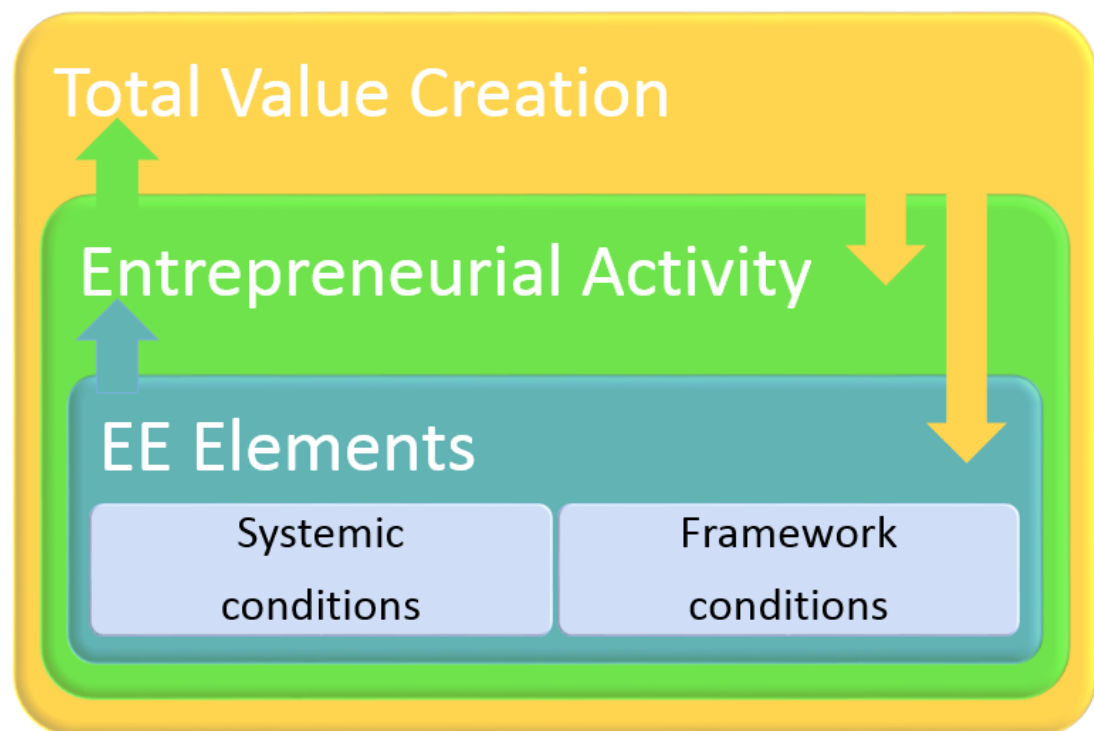 Total Value Creation
Entrepreneurial Activity
EE Elements
Systemic
conditions
Framework
conditions